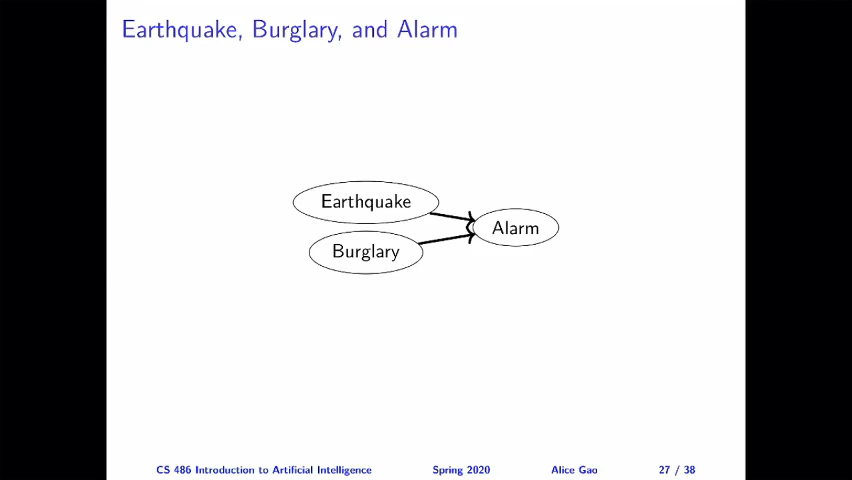 Earthquake, Burglary, and Alarm
Earthquake
Burglary
Alarm
CS 486 Introduction to Artificial Intelligence Spring 2020 Alice Gao 27 / 38